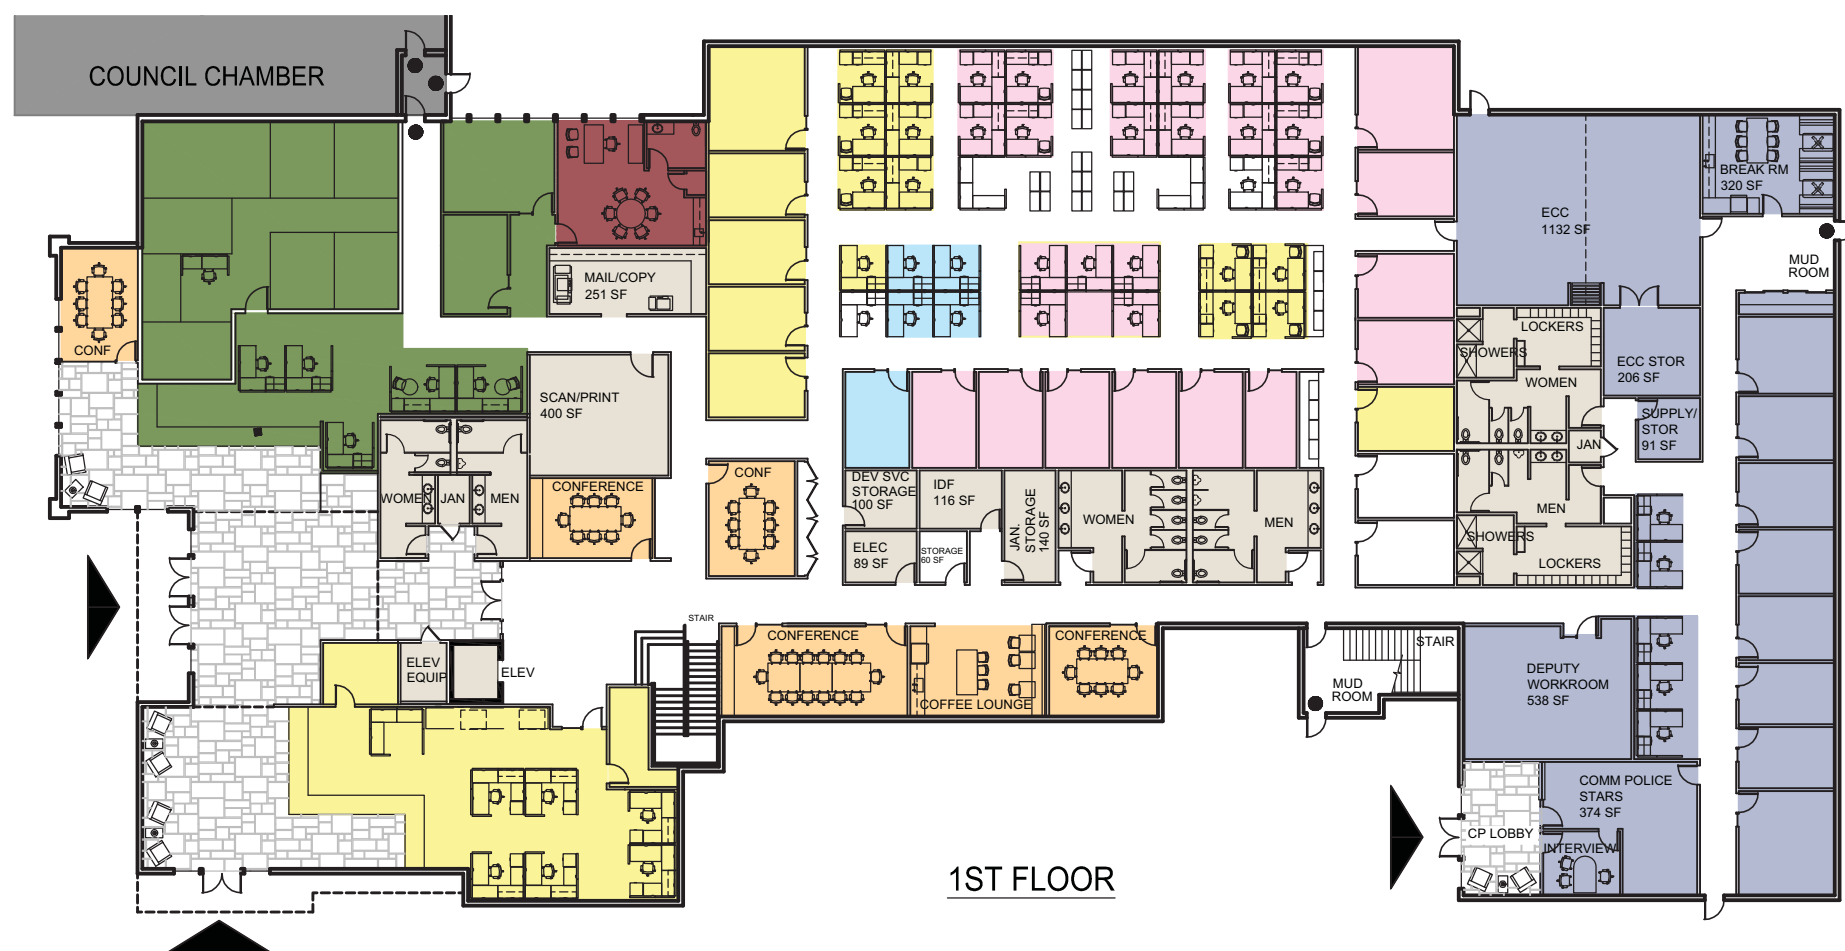 COUNCIL CHAMBER
BREAK RM
320 SF
ECC
1132 SF
MUD
ROOM
MAIL/COPY
251 SF
CONF
LOCKERS
SHOWERS
ECC STOR
206 SF
WOMEN
SCAN/PRINT
400 SF
SUPPLY/
STOR
91 SF
JAN
CONF
CONFERENCE
WOMEN
JAN
MEN
DEV SVC
STORAGE
100 SF
IDF
116 SF
JAN.
STORAGE
140 SF
WOMEN
MEN
MEN
ELEC
89 SF
STORAGE
60 SF
SHOWERS
LOCKERS
STAIR
CONFERENCE
CONFERENCE
STAIR
ELEV
EQUIP
ELEV
COFFEE LOUNGE
MUD
ROOM
DEPUTY
WORKROOM
538 SF
COMM POLICE
STARS
374 SF
CP LOBBY
INTERVIEW
1ST FLOOR